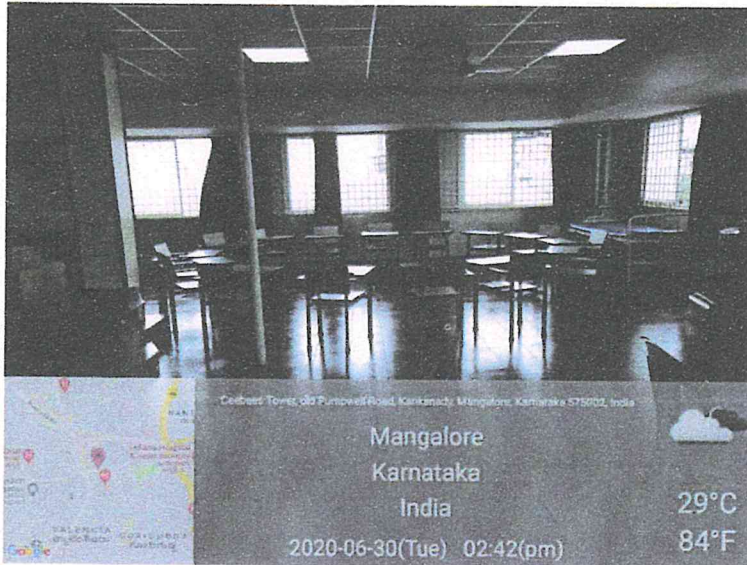 Ceebees Tower, old Pumpwell Road, Kankanady, Mangalore, Karnataka 575002, India
Mangalore
Karnataka
India
29°C
2020-06-30(Tue) 02:42(pm)
84°F
VALENCIA
Google